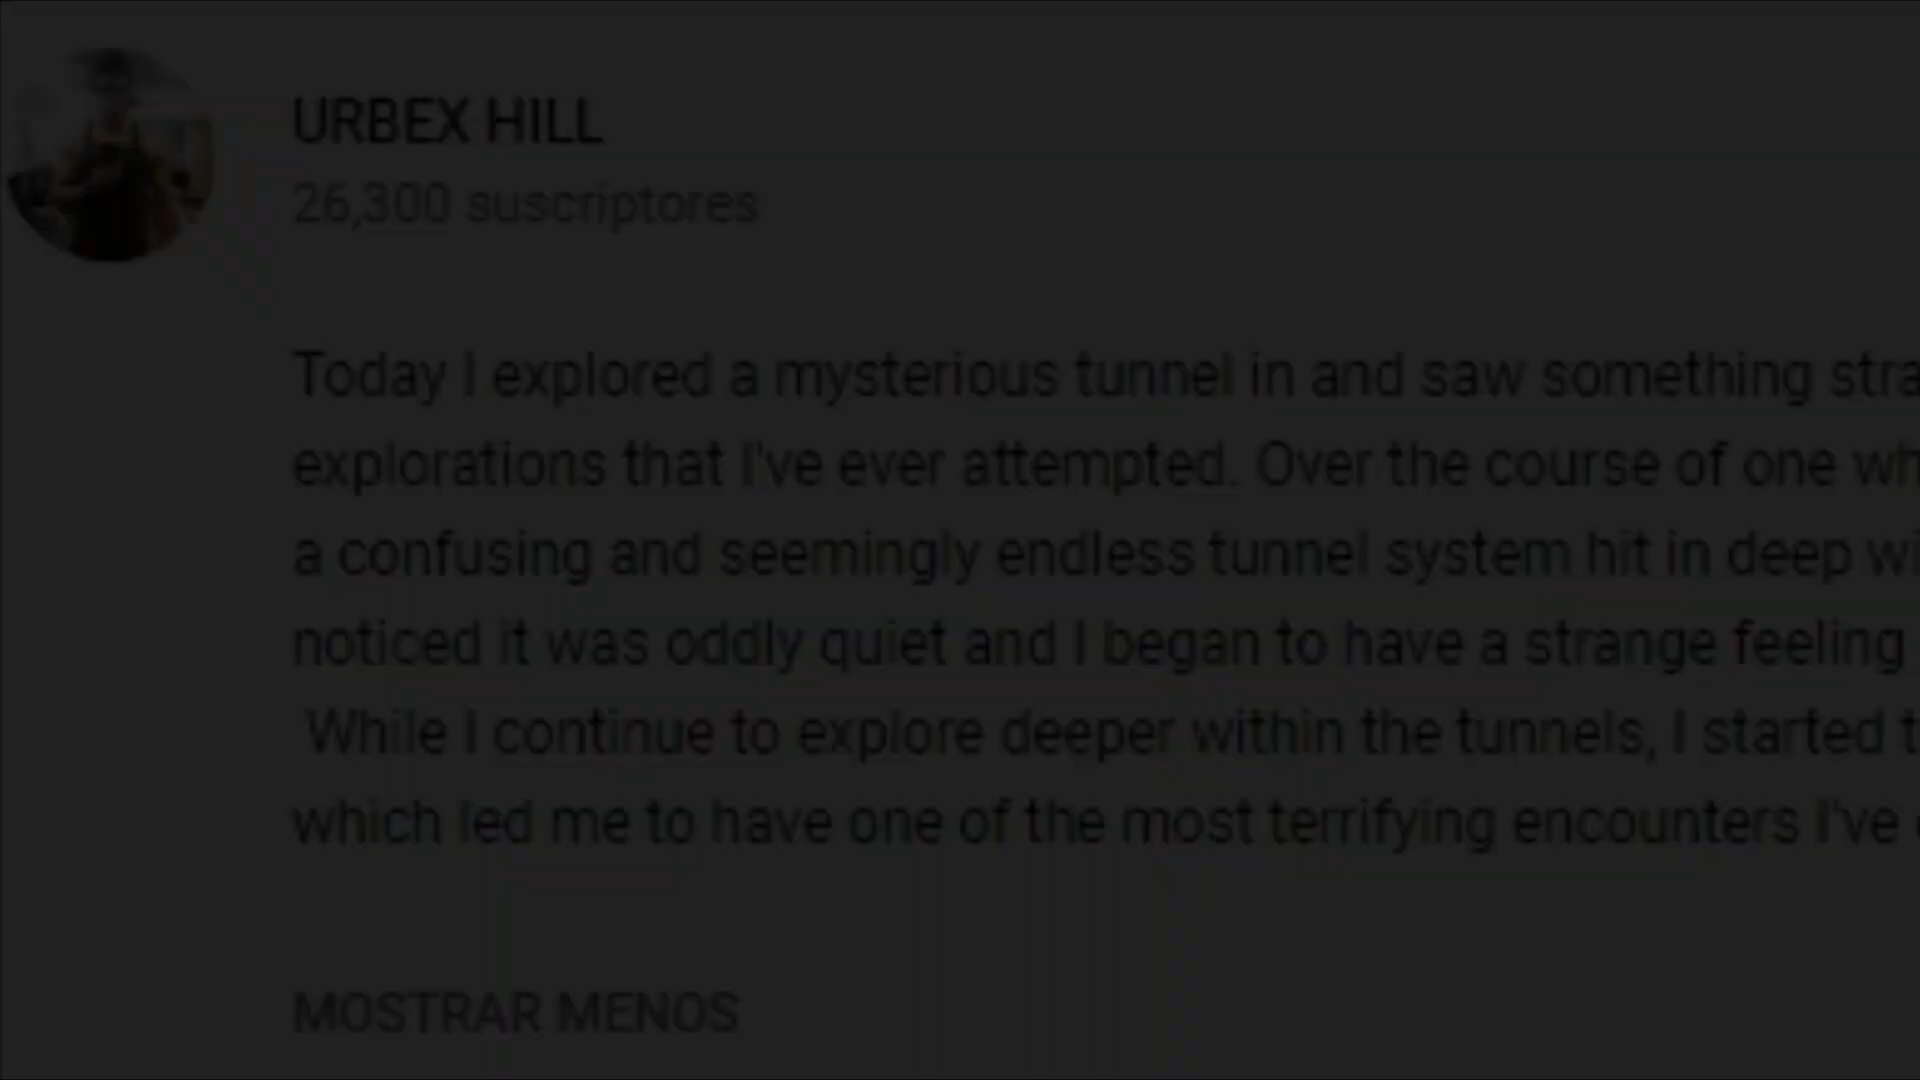 URBEX HILL
26,300 suscriptores
Today I explored a mysterious tunnel in and saw something
explorations that I've ever attempted. Over the course of one
a confusing and seemingly endless tunnel system hit in deep
noticed it was oddly quiet and I began to have a strange feeling
While I continue to explore deeper within the tunnels, I started
which led me to have one of the most terrifying encounters I've
MOSTRAR MENOS